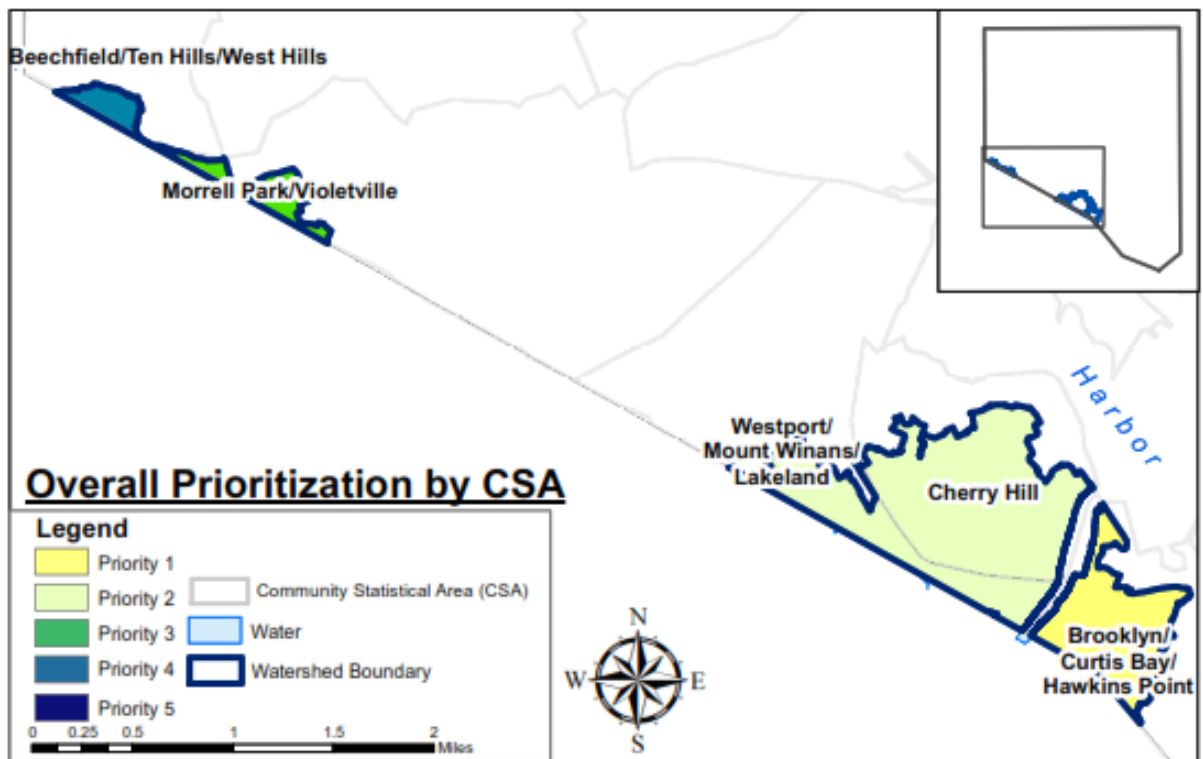 Beechfield/Ten Hills/West Hills
Morrell Park/Violetville
Harbor
Westport/
Mount Winans/
Lakeland
Cherry Hill
Brooklyn/
Curtis Bay/
Hawkins Point
Overall Prioritization by CSA
Legend
Priority 1
Priority 2
Priority 3
Priority 4
Priority 5
Community Statistical Area (CSA)
Water
Watershed Boundary
0 0.25 0.5 1 1.5 2
Miles
N
W E
S